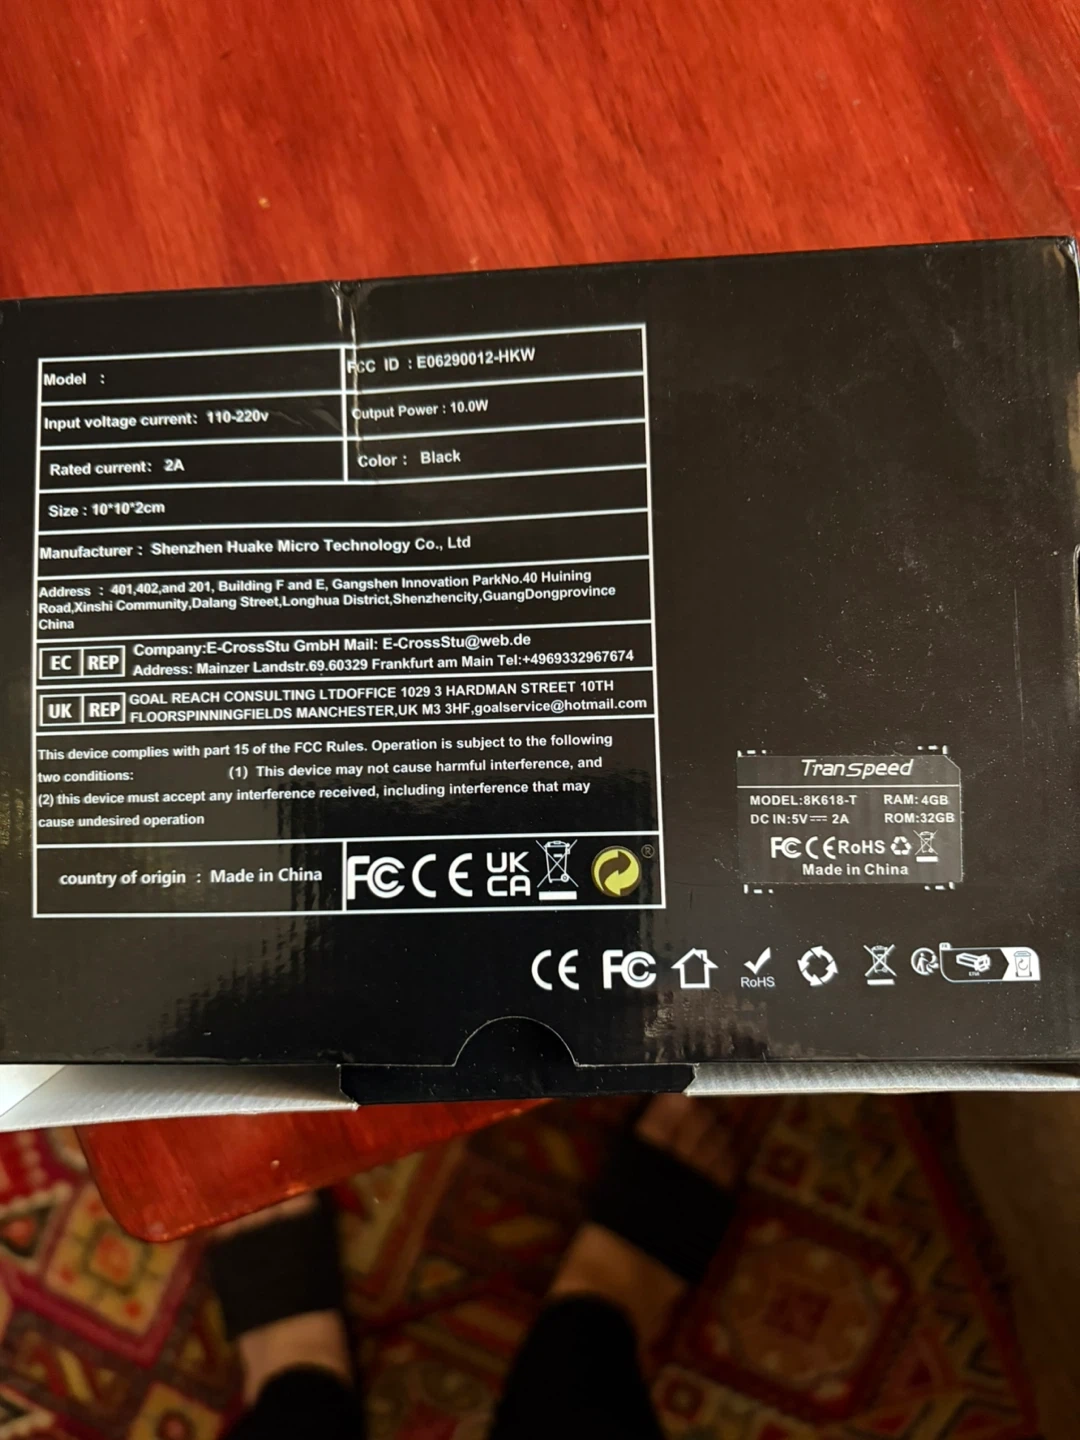 Model :
FCC ID : E06290012-HKW
Input voltage current: 110-220v
Output Power : 10.0W
Rated current: 2A
Color : Black
Size : 10*10*2cm
Manufacturer : Shenzhen Huake Micro Technology Co., Ltd
Address : 401,402,and 201, Building F and E, Gangshen Innovation ParkNo.40 Huining
Road,Xinshi Community,Dalang Street,Longhua District,Shenzhencity,GuangDongprovince
China
EC REP
Company:E-CrossStu GmbH Mail: E-CrossStu@web.de
Address: Mainzer Landstr.69.60329 Frankfurt am Main Tel:+4969332967674
UK REP
GOAL REACH CONSULTING LTDOFFICE 1029 3 HARDMAN STREET 10TH
FLOORSPINNINGFIELDS MANCHESTER,UK M3 3HF,goalservice@hotmail.com
This device complies with part 15 of the FCC Rules. Operation is subject to the following
two conditions: (1) This device may not cause harmful interference, and
(2) this device must accept any interference received, including interference that may
cause undesired operation
country of origin : Made in China
FC CE UK
CA ®
TranSpeed
MODEL:8K618-T RAM: 4GB
DC IN:5V⎓ 2A ROM:32GB
FC CE RoHS
Made in China
CE FC
RoHS